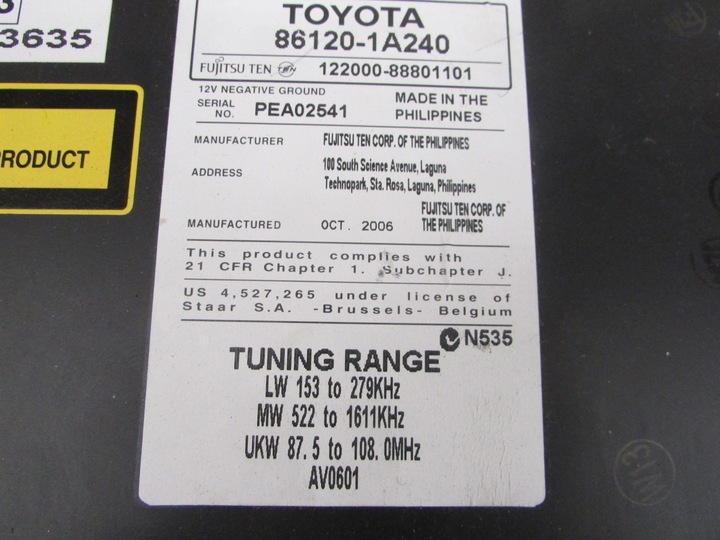 3
3635
PRODUCT
TOYOTA
86120-1A240
FUJITSU TEN TEN 122000-88801101
12V NEGATIVE GROUND
SERIAL NO. PEA02541
MADE IN THE PHILIPPINES
MANUFACTURER FUJITSU TEN CORP. OF THE PHILIPPINES
ADDRESS 100 South Science Avenue, Laguna
Technopark, Sta. Rosa, Laguna, Philippines
MANUFACTURED OCT. 2006 FUJITSU TEN CORP. OF
THE PHILIPPINES
This product complies with
21 CFR Chapter 1. Subchapter J.
US 4,527,265 under license of
Staar S.A. -Brussels- Belgium
N535
TUNING RANGE
LW 153 to 279KHz
MW 522 to 1611KHz
UKW 87.5 to 108.0MHz
AV0601